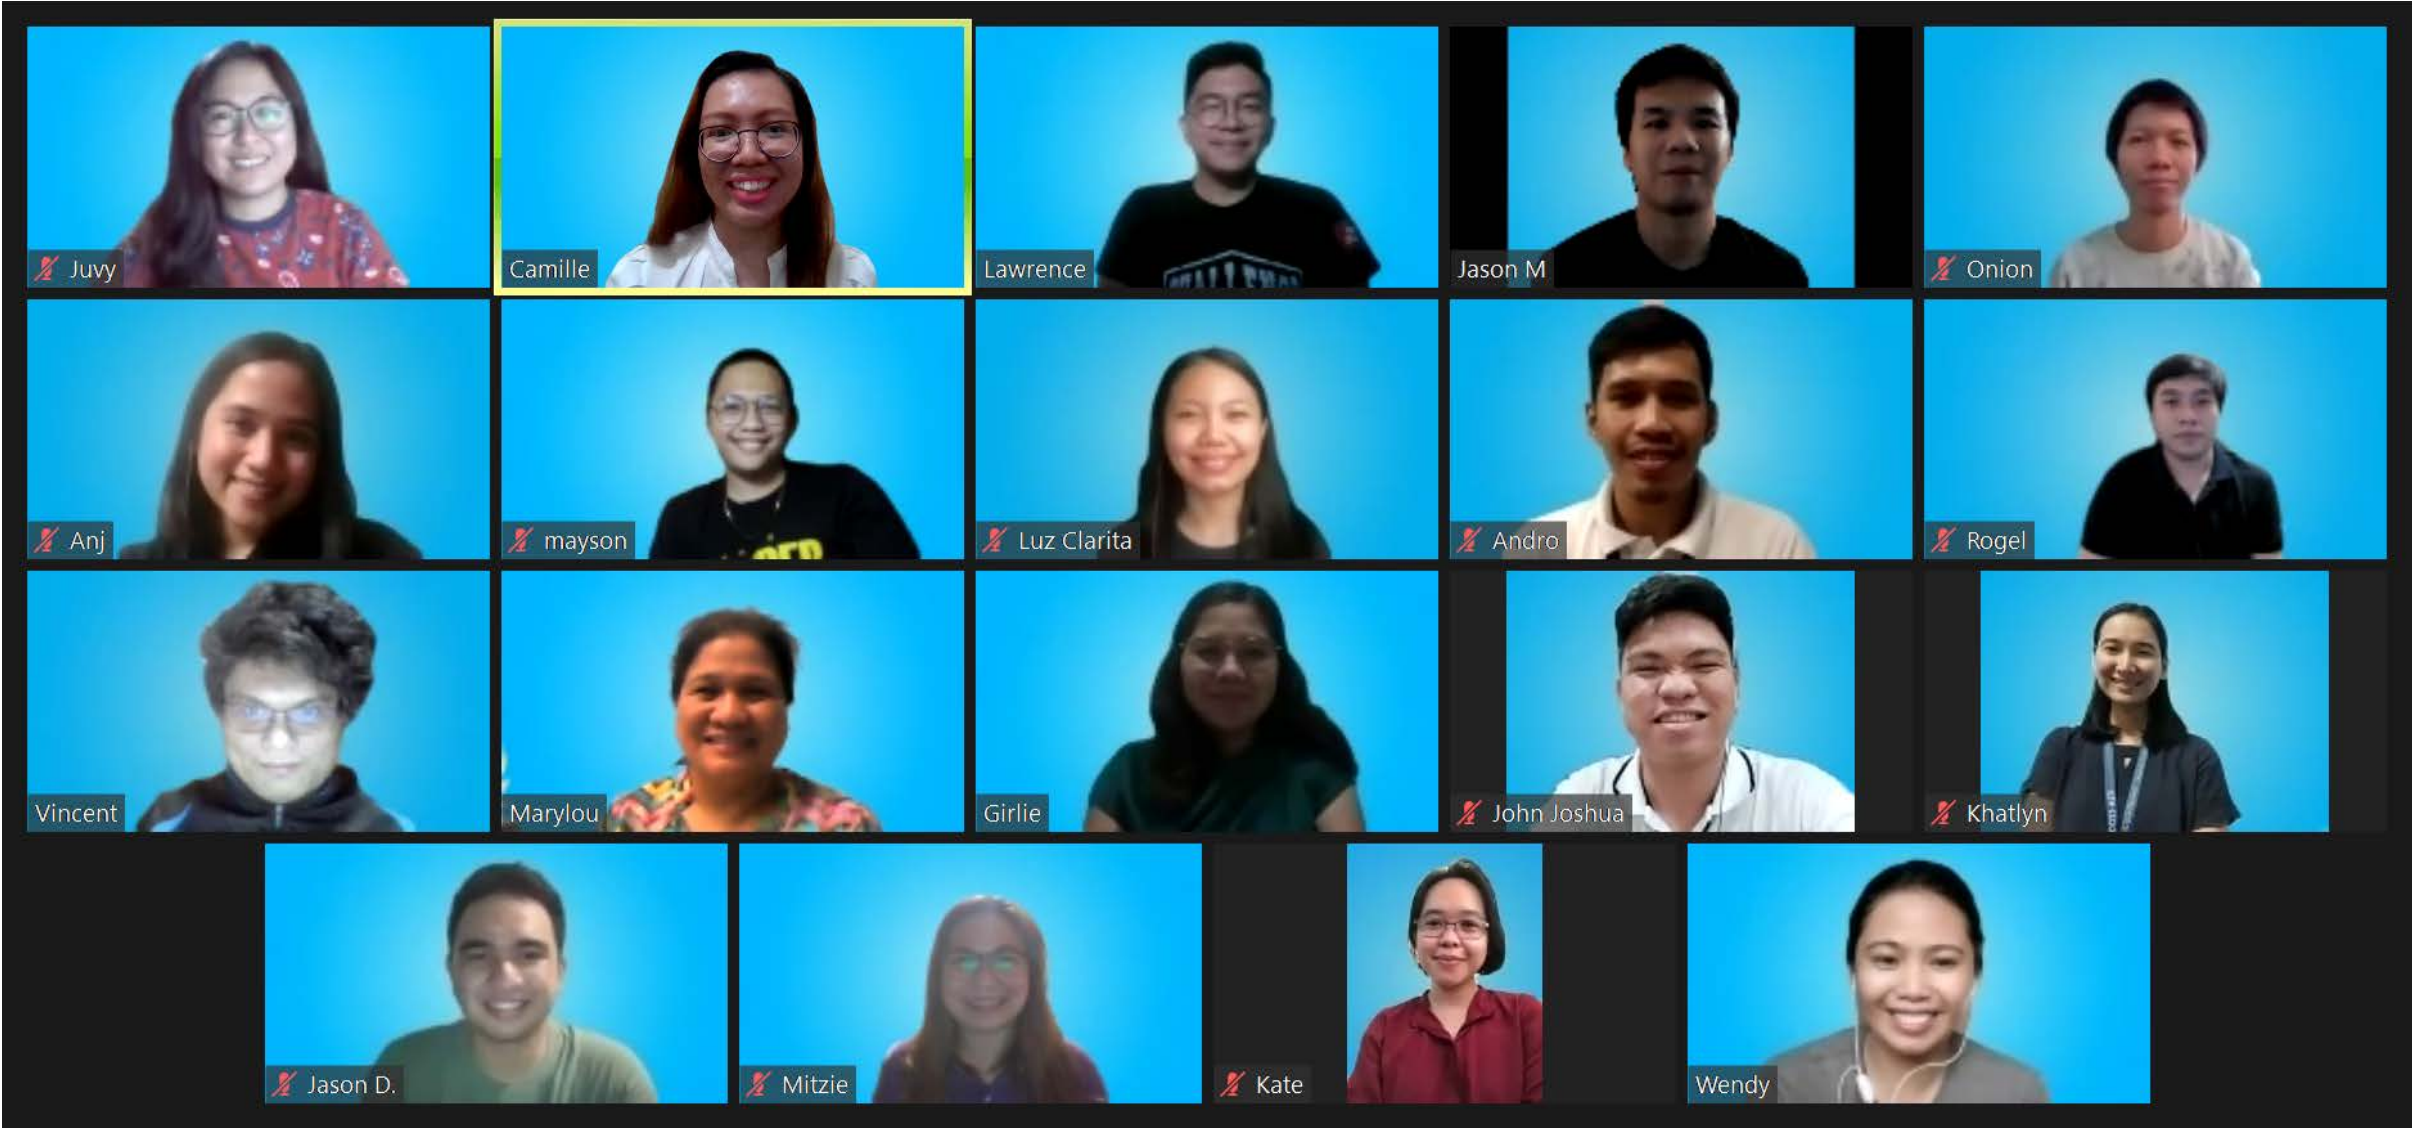 Juvy
Camille
Lawrence
Jason M
Onion
Anj
mayson
Luz Clarita
Andro
Rogel
Vincent
Marylou
Girlie
John Joshua
Khatlyn
Jason D.
Mitzie
Kate
Wendy